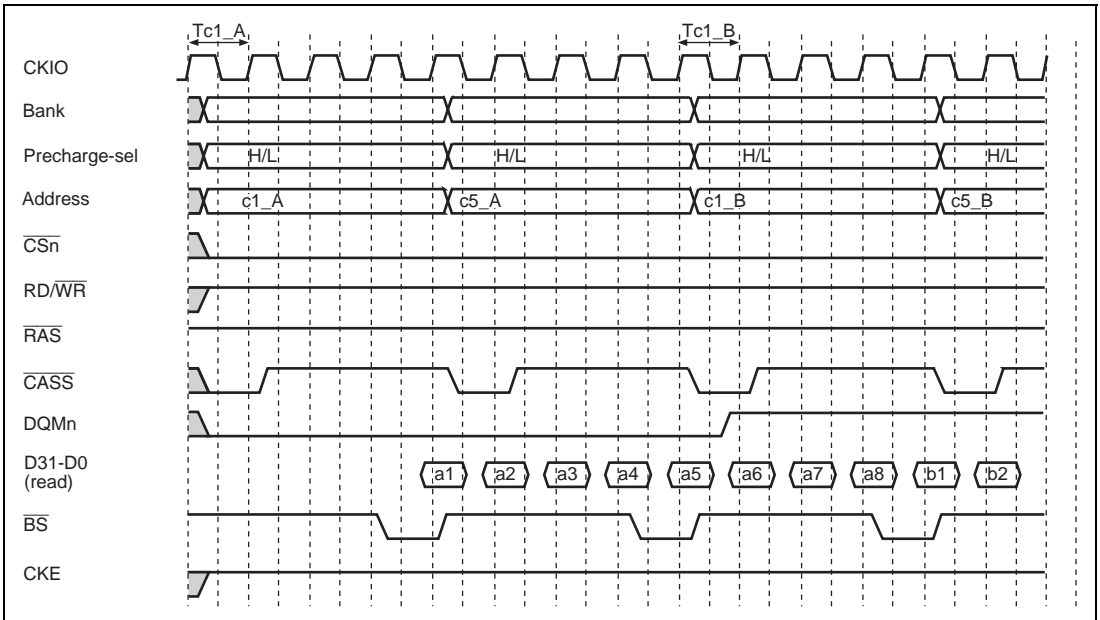 Tc1_A Tc1_B
CKIO
Bank
Precharge-sel H/L H/L H/L H/L
Address c1_A c5_A c1_B c5_B
CSn
RD/WR
RAS
CASS
DQMn
D31-D0
(read) a1 a2 a3 a4 a5 a6 a7 a8 b1 b2
BS
CKE